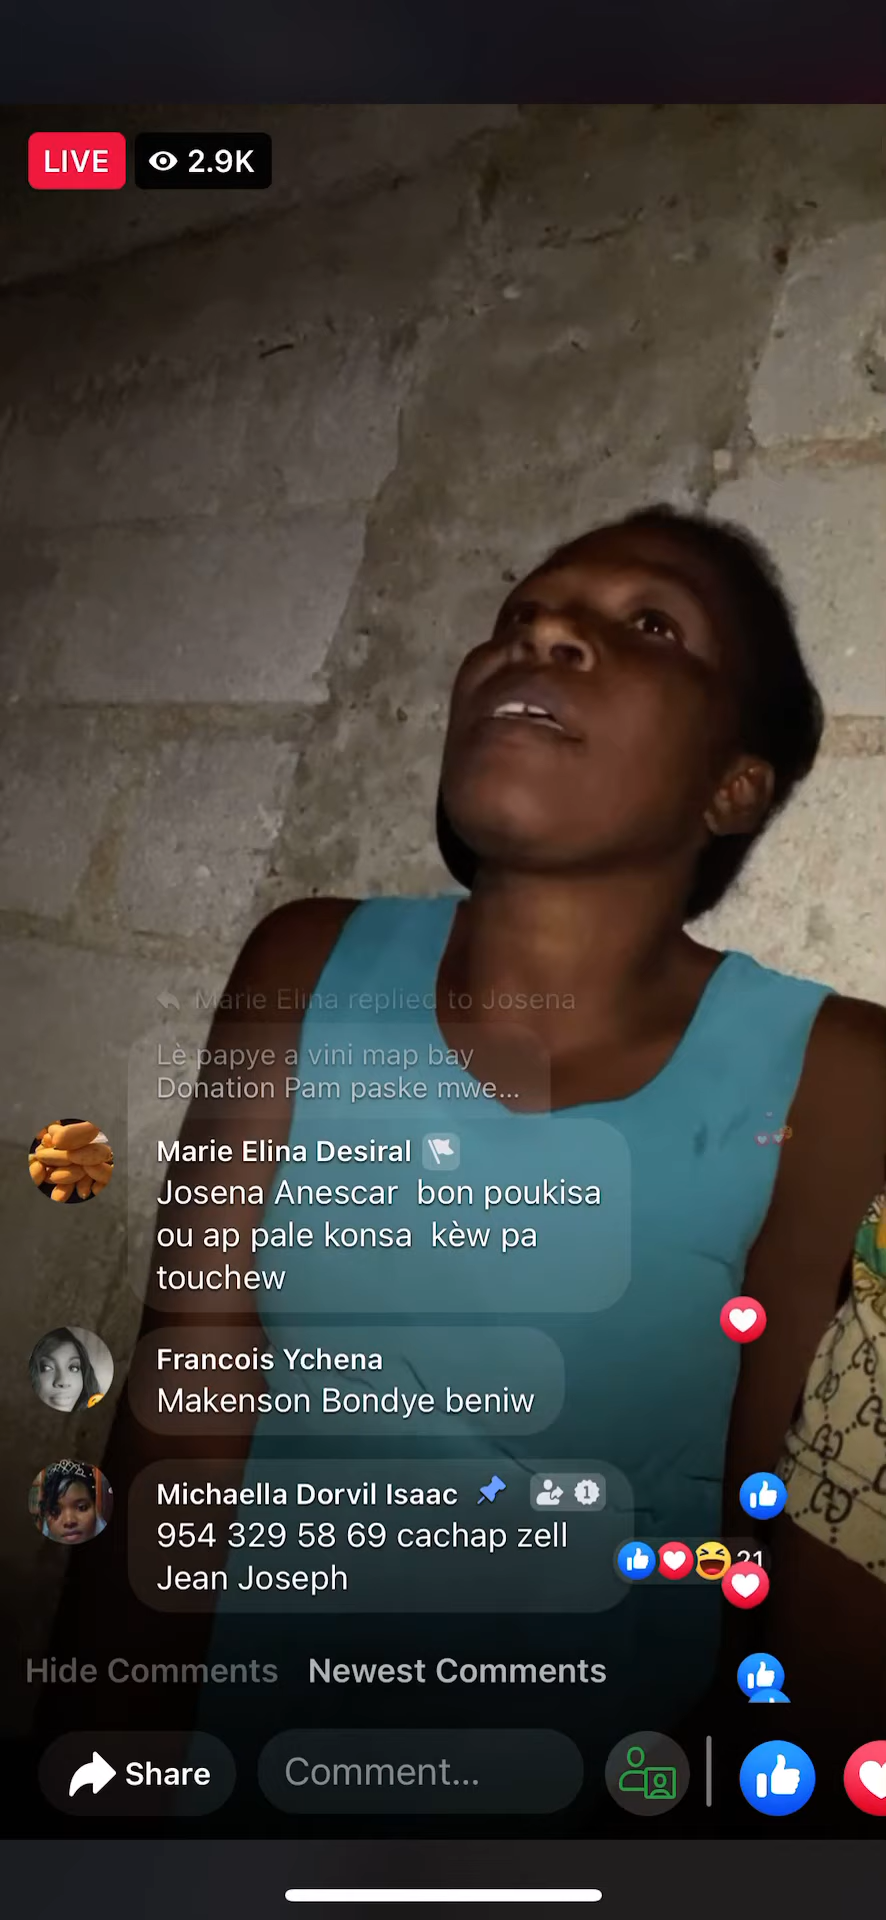 LIVE
2.9K
Marie Elina replied to Josena
Lè papye a vini map bay
Donation Pam paske mwe...
Marie Elina Desiral
Josena Anescar bon poukisa
ou ap pale konsa kèw pa
touchew
Francois Ychena
Makenson Bondye beniw
Michaella Dorvil Isaac 1
954 329 58 69 cachap zell
Jean Joseph
21
Hide Comments Newest Comments
Share Comment...